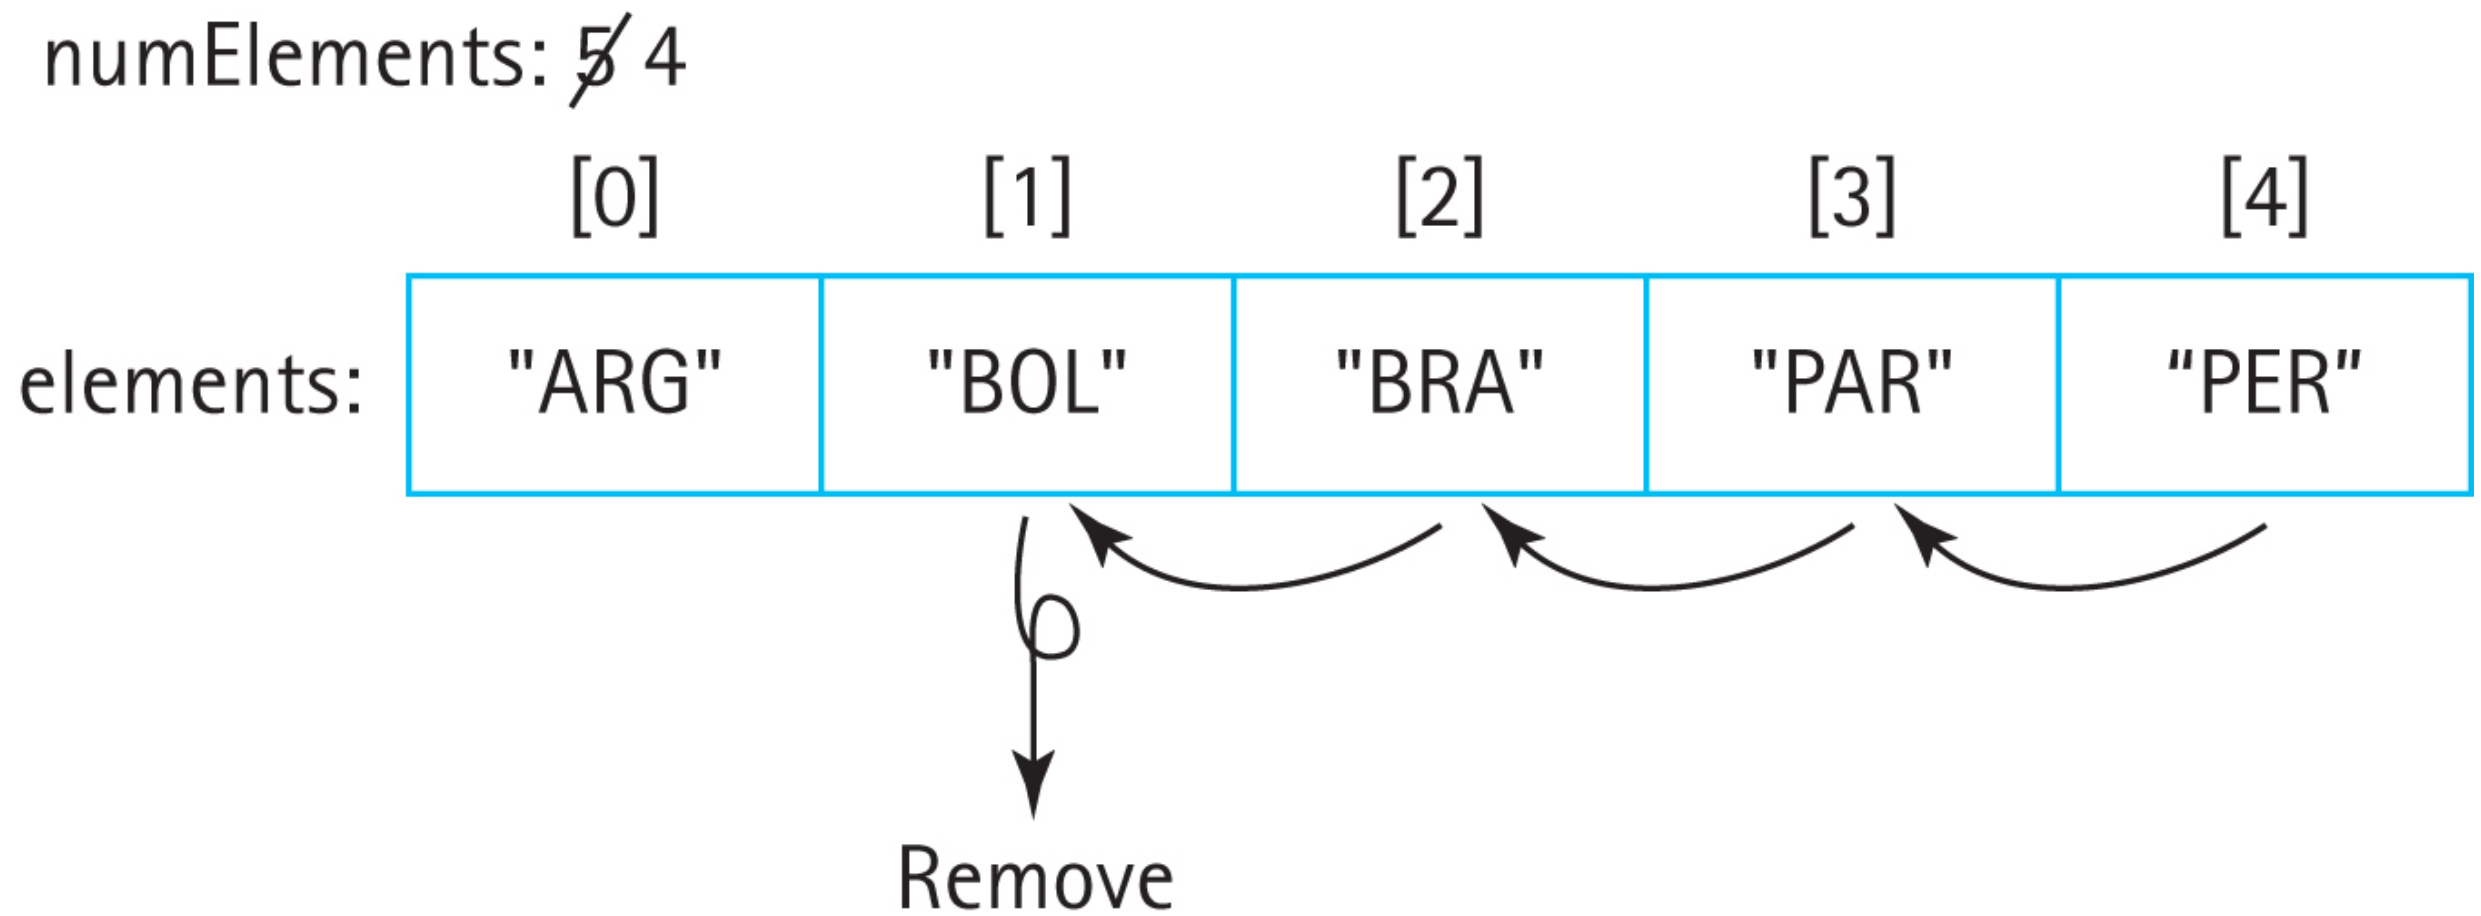 numElements: 5 4
[0] [1] [2] [3] [4]
elements: "ARG" "BOL" "BRA" "PAR" “PER”
Remove